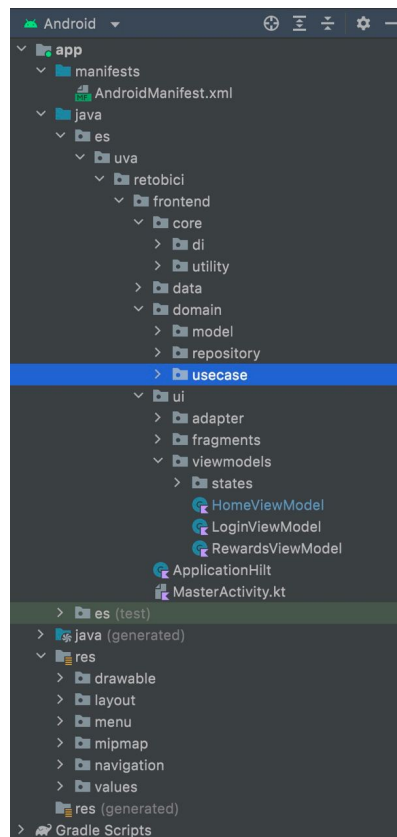 Android
app
manifests
AndroidManifest.xml
java
es
uva
retobici
frontend
core
di
utility
data
domain
model
repository
usecase
ui
adapter
fragments
viewmodels
states
HomeViewModel
LoginViewModel
RewardsViewModel
ApplicationHilt
MasterActivity.kt
es (test)
java (generated)
res
drawable
layout
menu
mipmap
navigation
values
res (generated)
Gradle Scripts